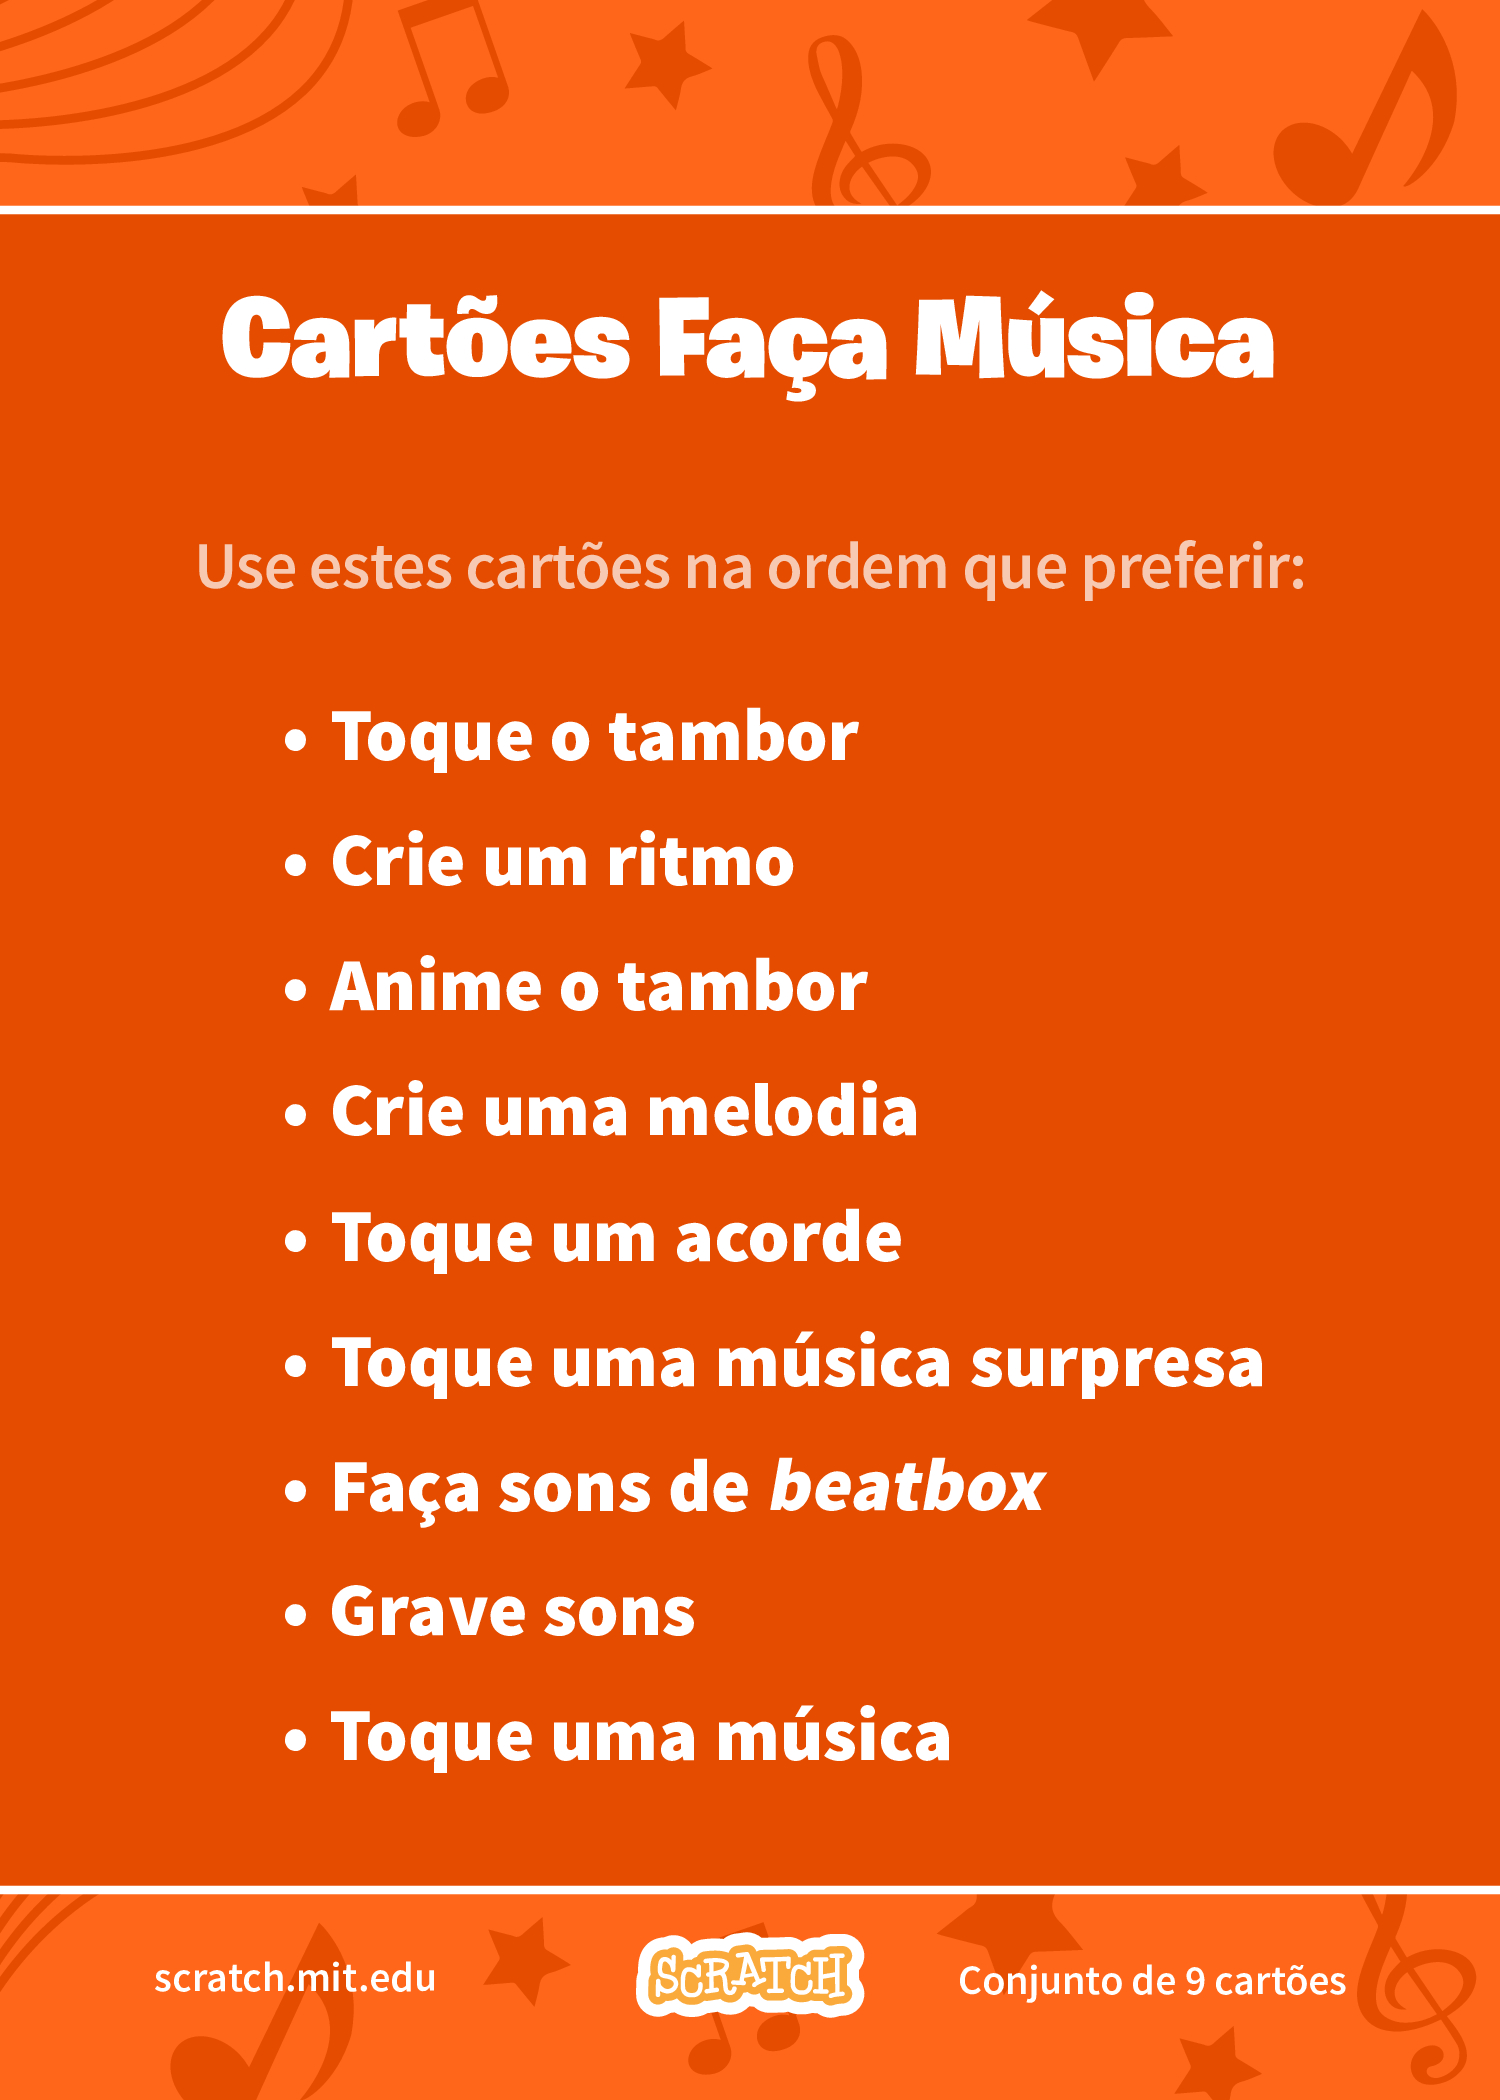 Cartões Faça Música
Use estes cartões na ordem que preferir:
• Toque o tambor
• Crie um ritmo
• Anime o tambor
• Crie uma melodia
• Toque um acorde
• Toque uma música surpresa
• Faça sons de beatbox
• Grave sons
• Toque uma música
scratch.mit.edu
SCRATCH
Conjunto de 9 cartões